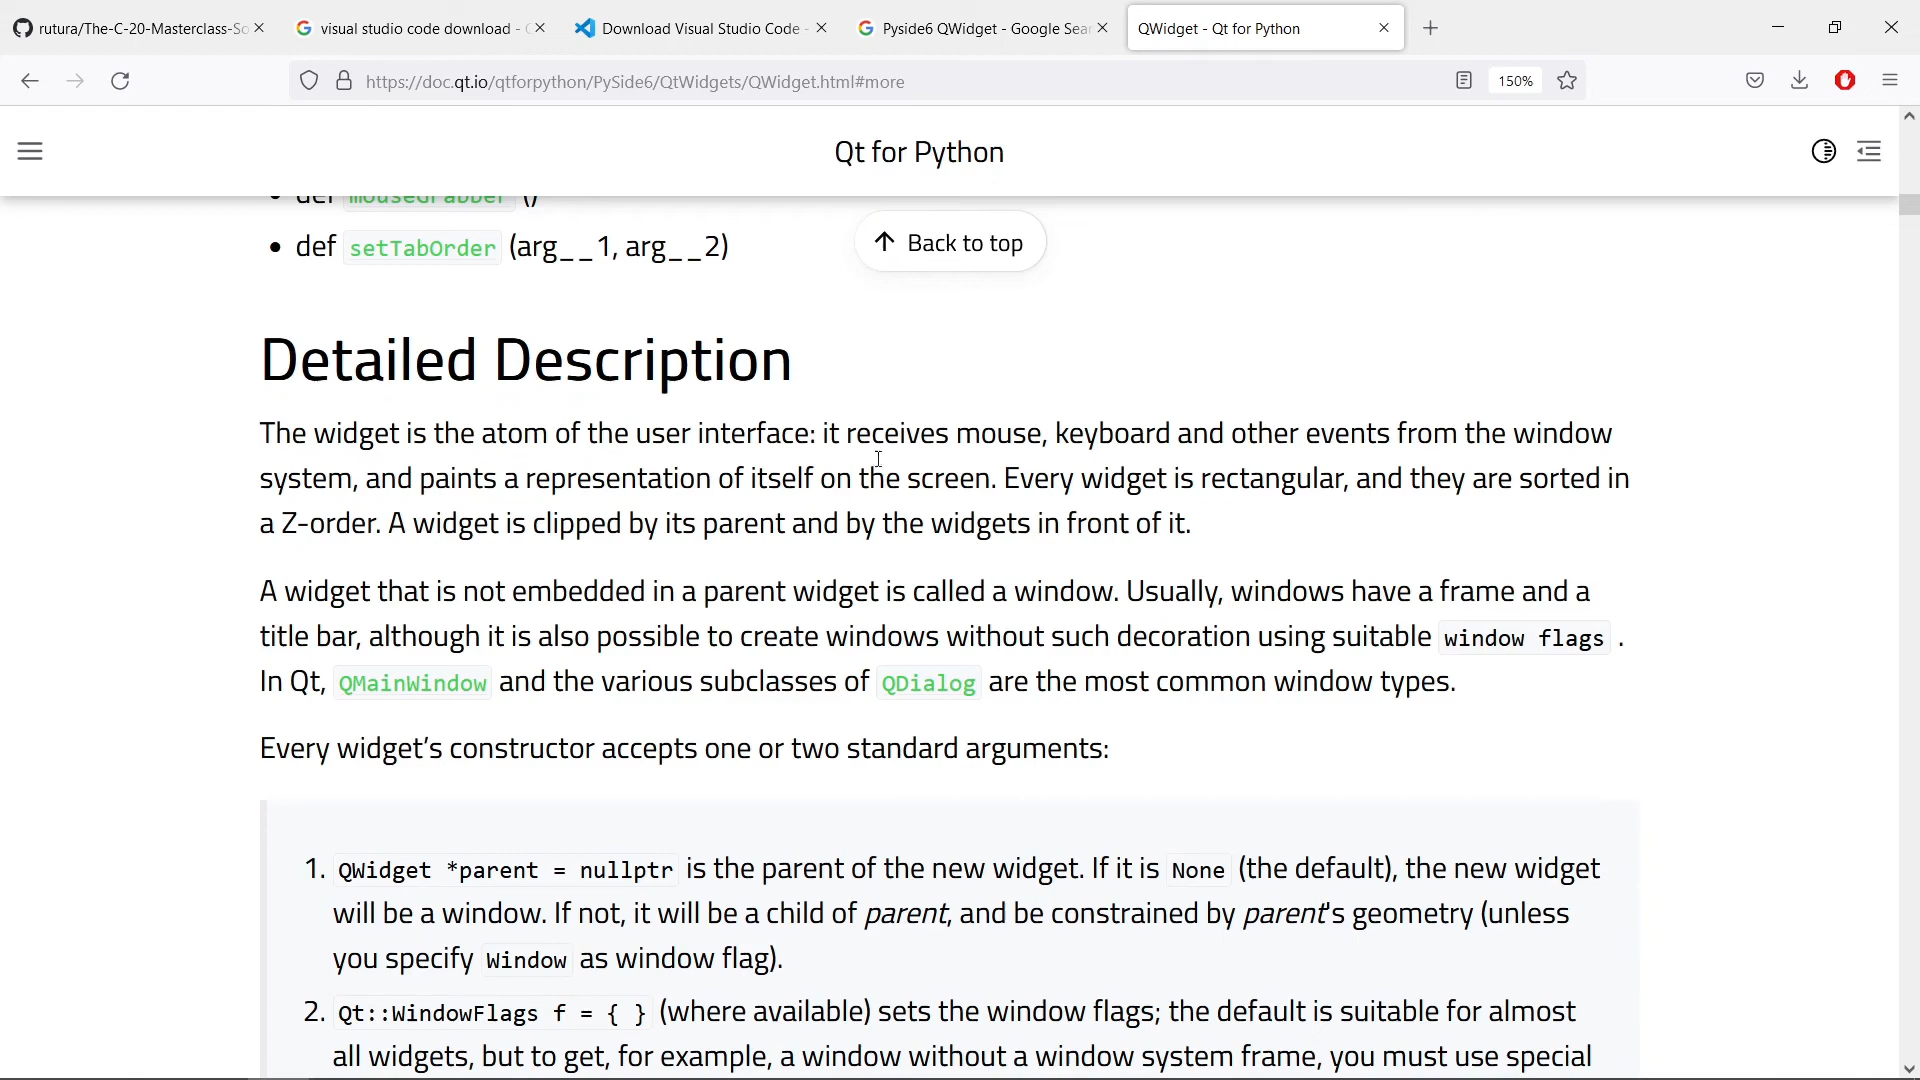 rutura/The-C-20-Masterclass-So
visual studio code download - G
Download Visual Studio Code -
Pyside6 QWidget - Google Sear
QWidget - Qt for Python
https://doc.qt.io/qtforpython/PySide6/QtWidgets/QWidget.html#more
150%
Qt for Python
• def mouseGrabber ()
• def setTabOrder (arg__1, arg__2)
Back to top
Detailed Description
The widget is the atom of the user interface: it receives mouse, keyboard and other events from the window
system, and paints a representation of itself on the screen. Every widget is rectangular, and they are sorted in
a Z-order. A widget is clipped by its parent and by the widgets in front of it.
A widget that is not embedded in a parent widget is called a window. Usually, windows have a frame and a
title bar, although it is also possible to create windows without such decoration using suitable window flags .
In Qt, QMainWindow and the various subclasses of QDialog are the most common window types.
Every widget’s constructor accepts one or two standard arguments:
1. QWidget *parent = nullptr is the parent of the new widget. If it is None (the default), the new widget
will be a window. If not, it will be a child of parent, and be constrained by parent's geometry (unless
you specify Window as window flag).
2. Qt::WindowFlags f = { } (where available) sets the window flags; the default is suitable for almost
all widgets, but to get, for example, a window without a window system frame, you must use special